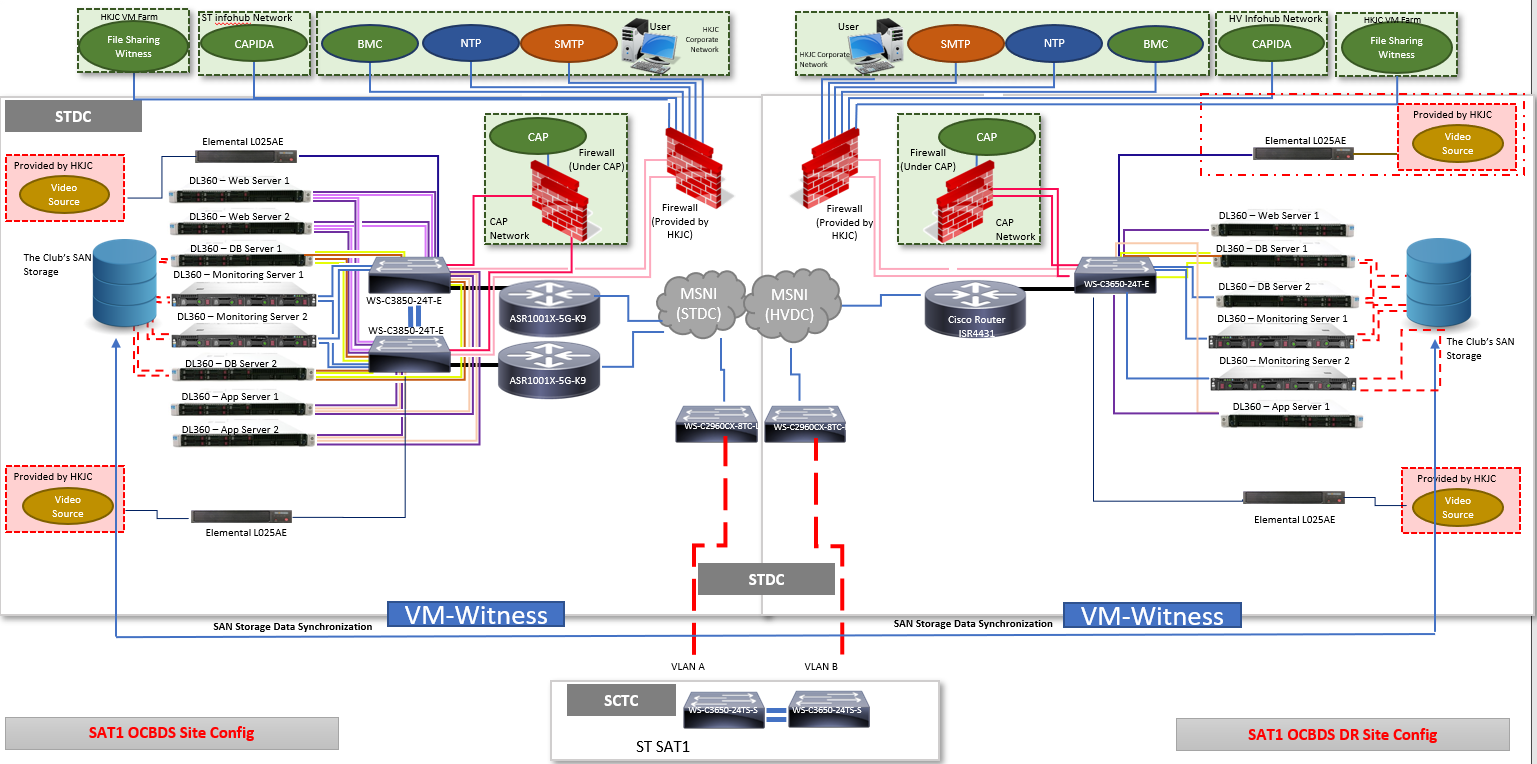 HKJC VM Farm
File Sharing
Witness
ST infohub Network
CAPIDA
BMC
NTP
SMTP
User
HKJC
Corporate
Network
User
HKJC Corporate
Network
SMTP
NTP
BMC
HV Infohub Network
CAPIDA
HKJC VM Farm
File Sharing
Witness
STDC
Provided by HKJC
Video
Source
Elemental L025AE
DL360 – Web Server 1
DL360 – Web Server 2
DL360 – DB Server 1
The Club's SAN
Storage
DL360 – Monitoring Server 1
DL360 – Monitoring Server 2
DL360 – DB Server 2
DL360 – App Server 1
DL360 – App Server 2
Provided by HKJC
Video
Source
Elemental L025AE
WS-C3850-24T-E
WS-C3850-24T-E
CAP
Firewall
(Under CAP)
CAP
Network
ASR1001X-5G-K9
ASR1001X-5G-K9
Firewall
(Provided by
HKJC)
MSNI
(STDC)
MSNI
(HVDC)
WS-C2960CX-8TC-L
WS-C2960CX-8TC-
Firewall
(Provided by
HKJC)
CAP
Firewall
(Under CAP)
CAP
Network
Cisco Router
ISR4431
WS-C3650-24T-E
Elemental L025AE
Provided by HKJC
Video
Source
DL360 – Web Server 1
DL360 – DB Server 1
DL360 – DB Server 2
DL360 – Monitoring Server 1
DL360 – Monitoring Server 2
DL360 – App Server 1
The Club's SAN
Storage
Provided by HKJC
Video
Source
Elemental L025AE
STDC
VM-Witness
VM-Witness
SAN Storage Data Synchronization
SAN Storage Data Synchronization
VLAN A
VLAN B
SCTC
WS-C3650-24TS-S
WS-C3650-24TS-S
ST SAT1
SAT1 OCBDS Site Config
SAT1 OCBDS DR Site Config